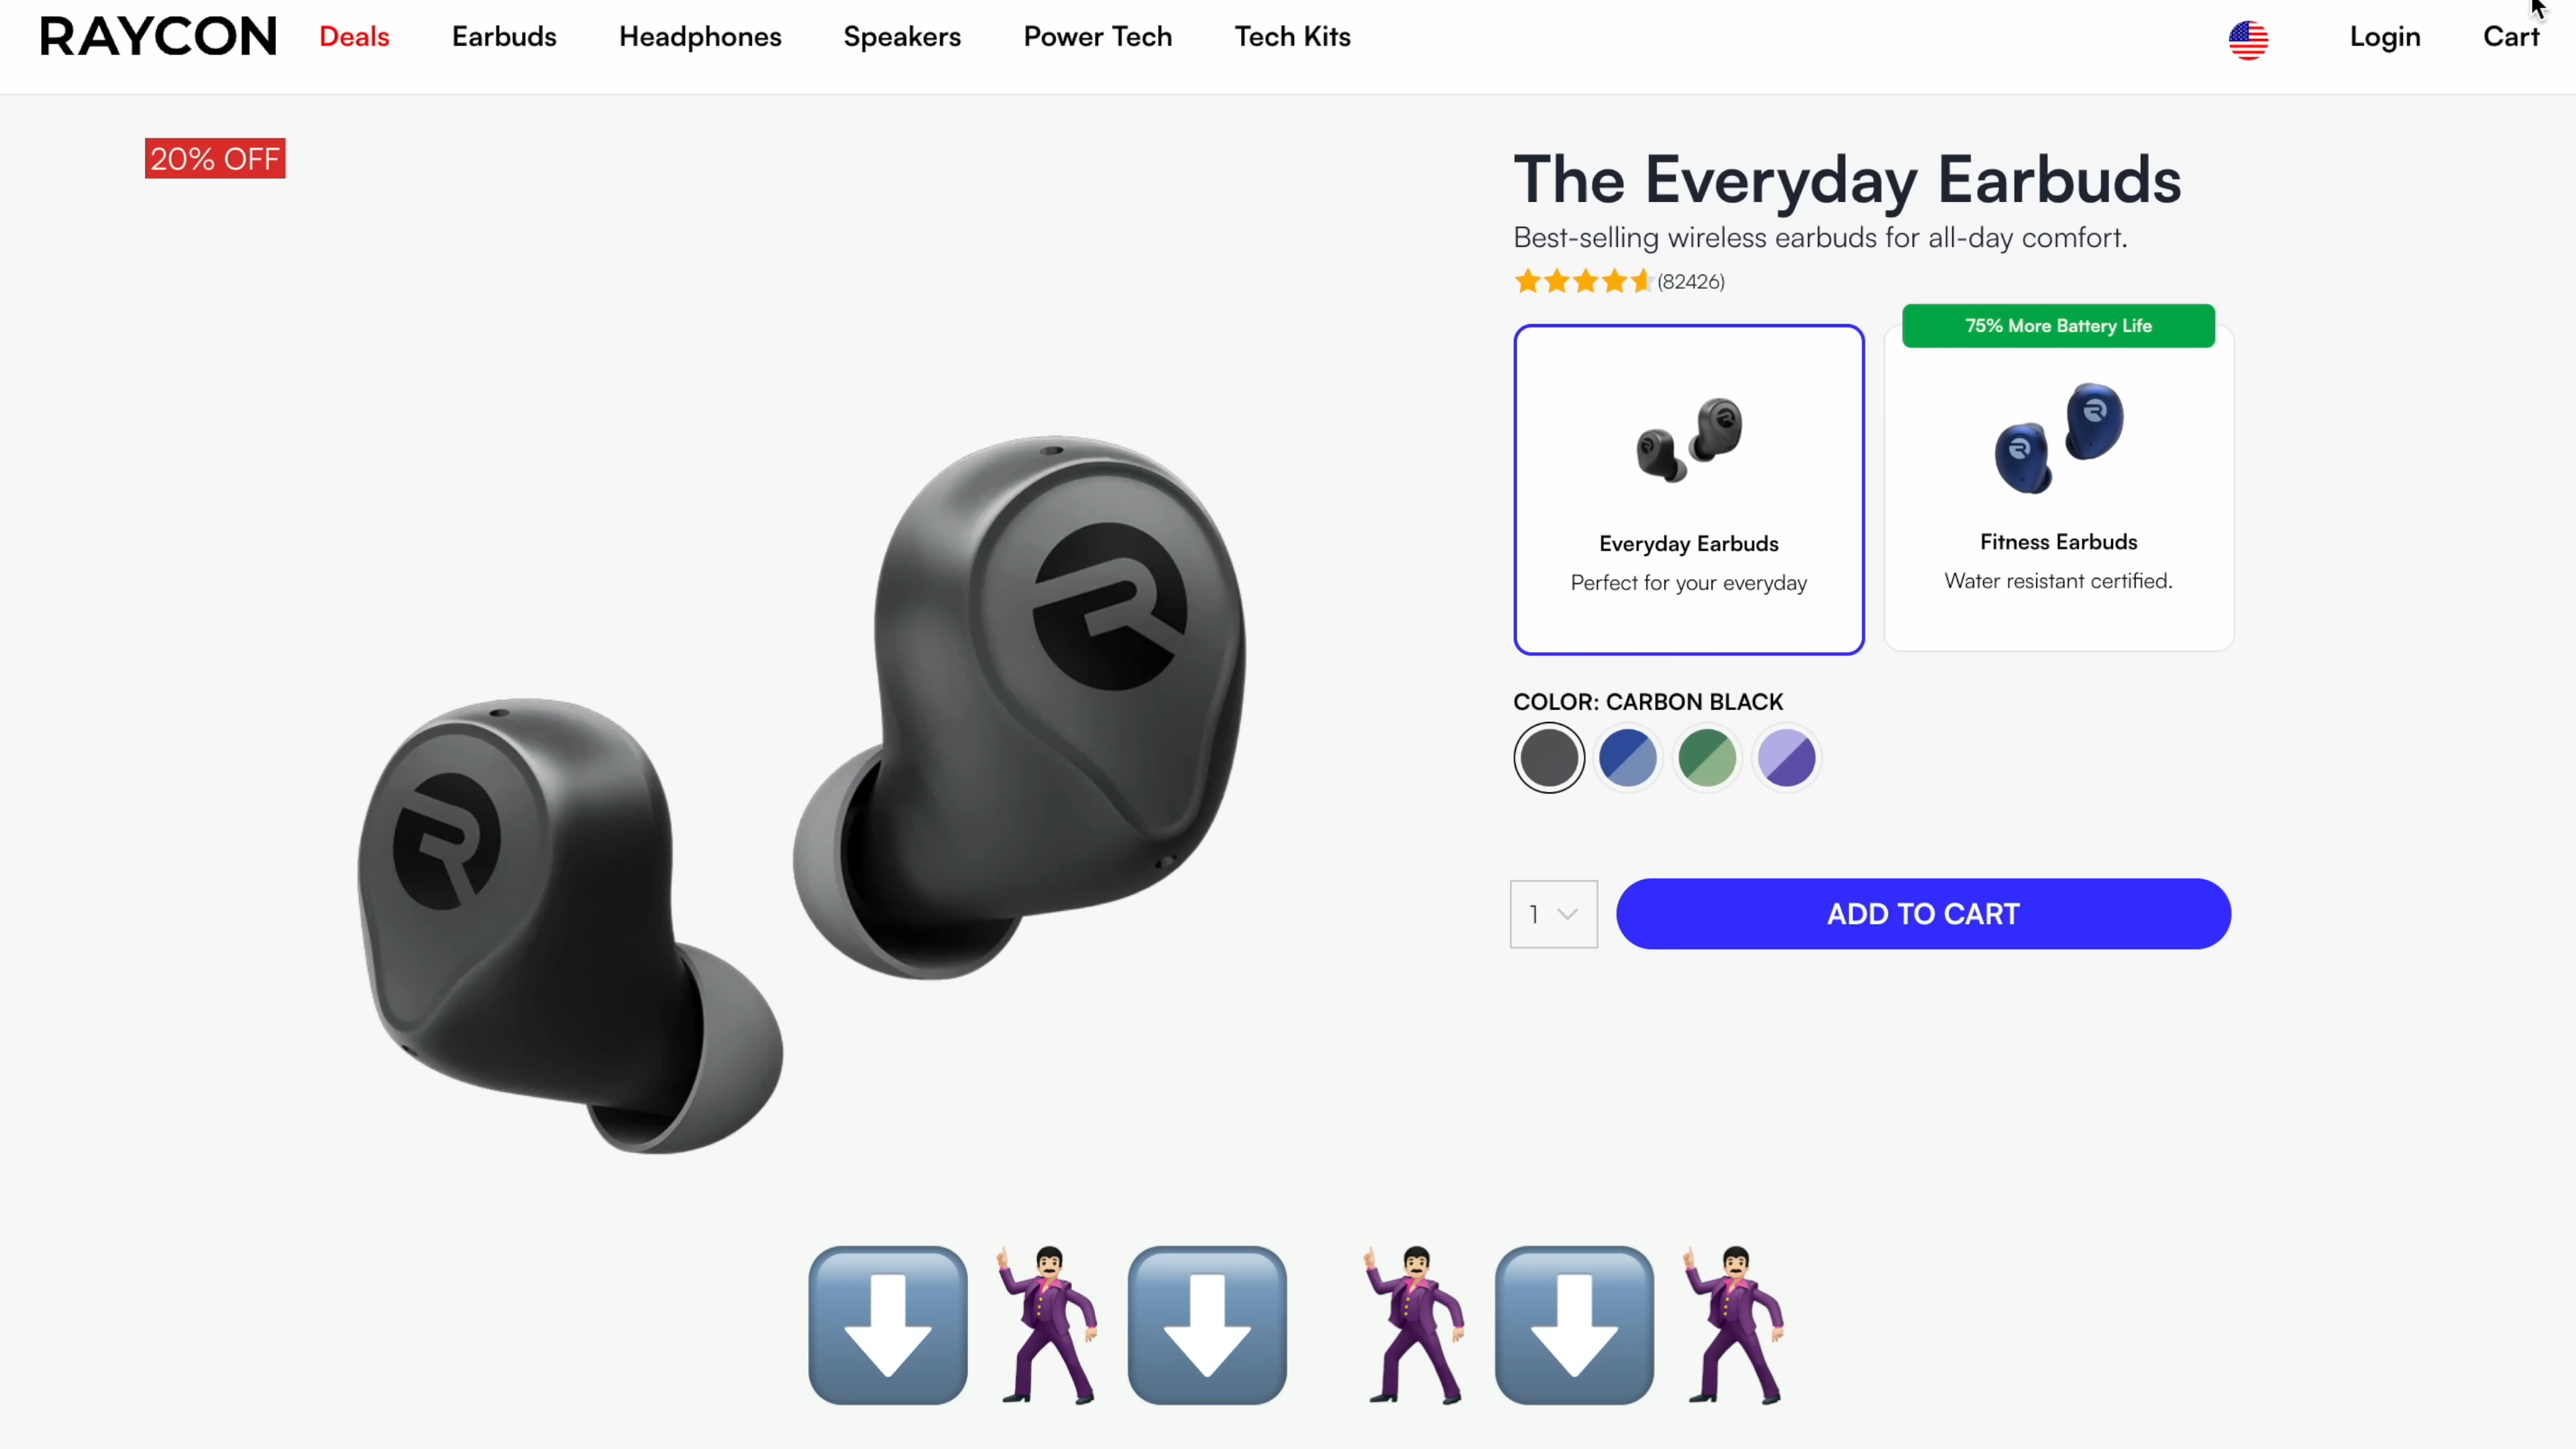 RAYCON Deals Earbuds Headphones Speakers Power Tech Tech Kits Login Cart
20% OFF
The Everyday Earbuds
Best-selling wireless earbuds for all-day comfort.
(82426)
75% More Battery Life
Everyday Earbuds
Perfect for your everyday
Fitness Earbuds
Water resistant certified.
COLOR: CARBON BLACK
1
ADD TO CART